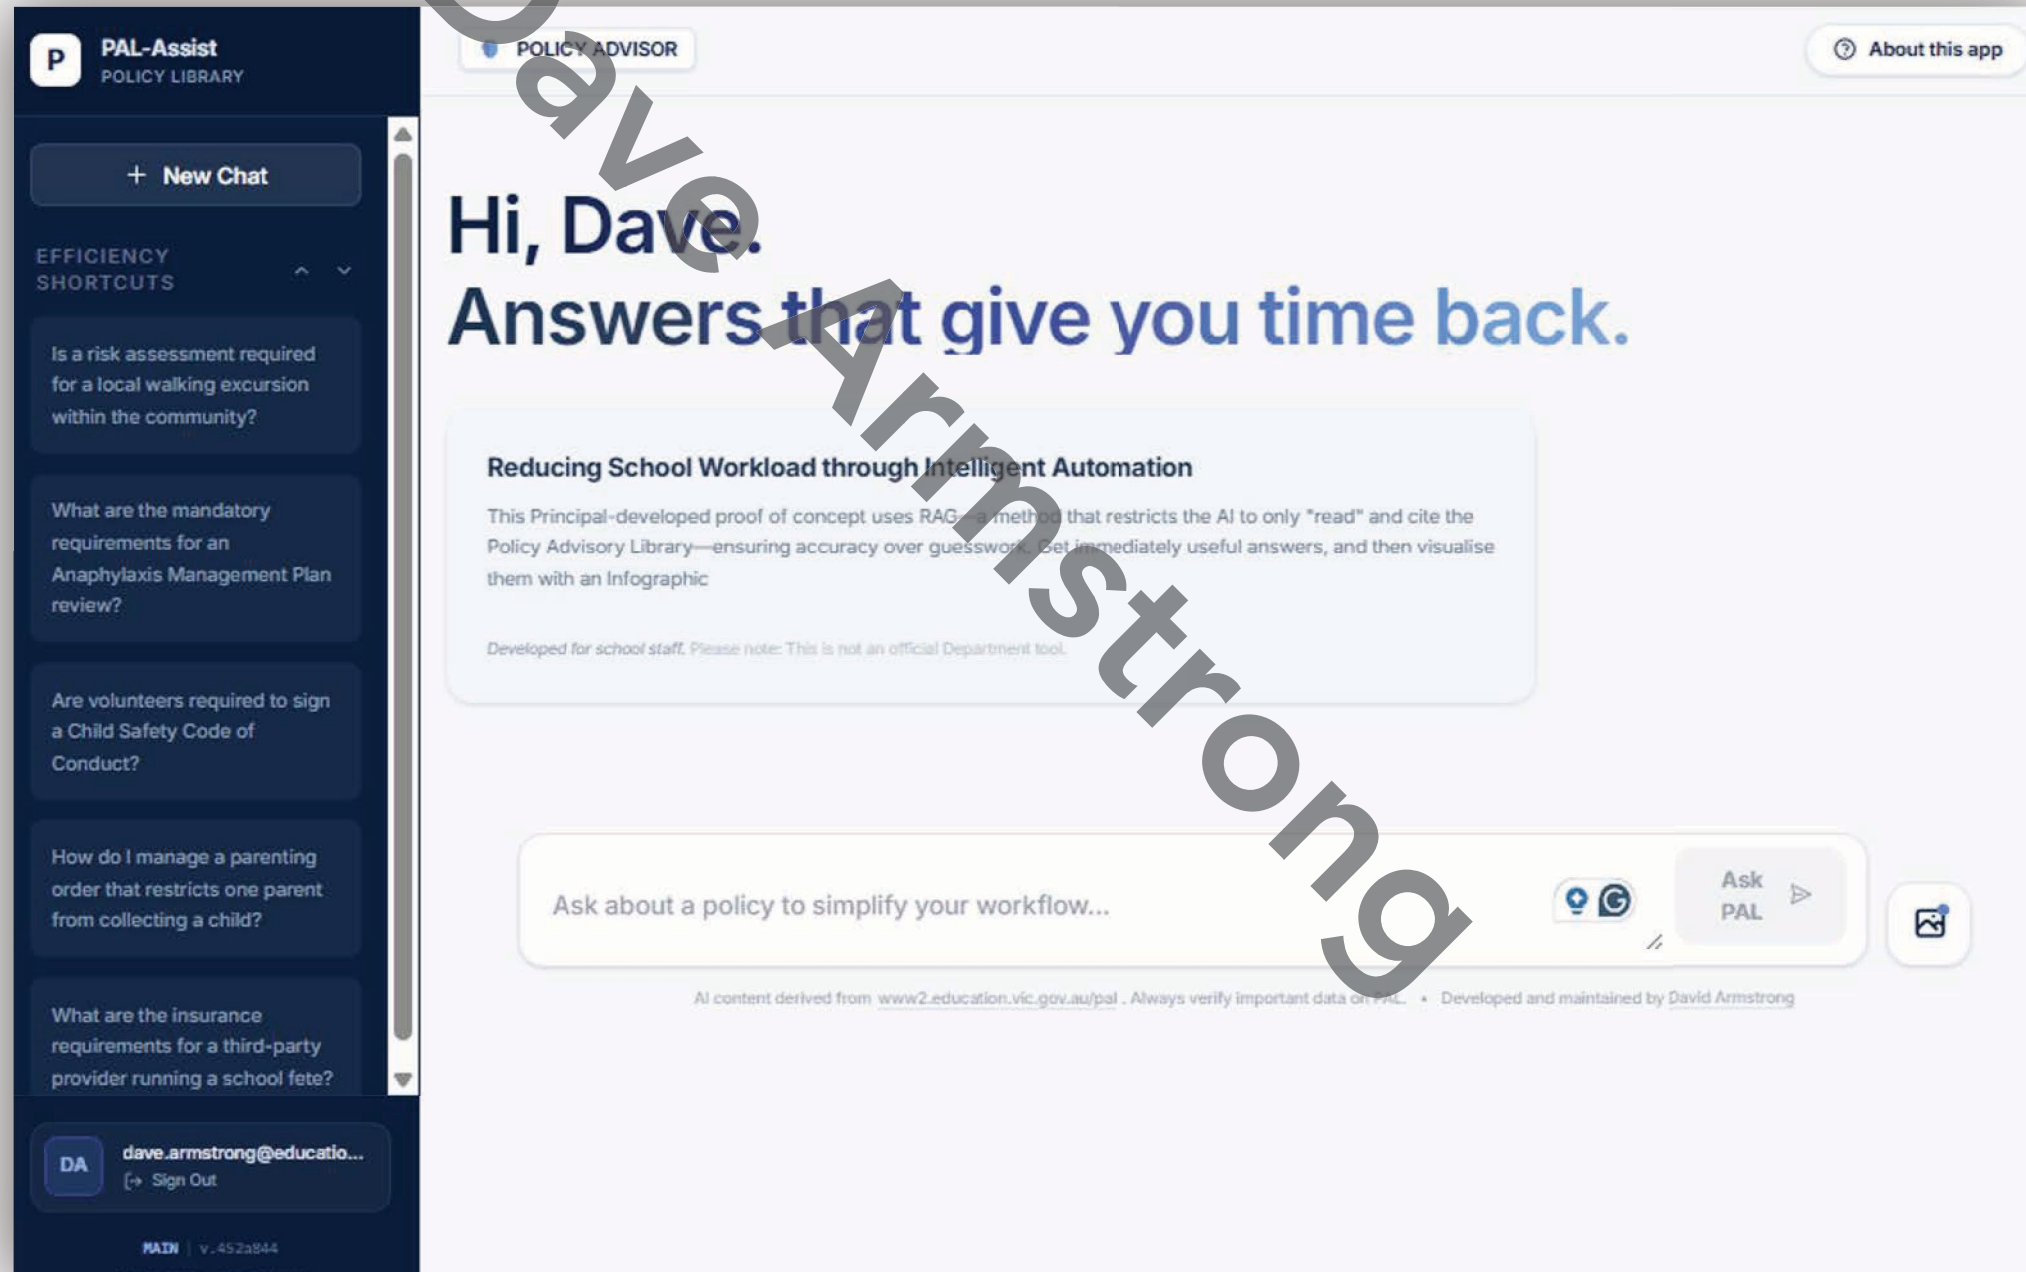 PAL-Assist
POLICY LIBRARY
P
+ New Chat
EFFICIENCY
SHORTCUTS
Is a risk assessment required
for a local walking excursion
within the community?
What are the mandatory
requirements for an
Anaphylaxis Management Plan
review?
Are volunteers required to sign
a Child Safety Code of
Conduct?
How do I manage a parenting
order that restricts one parent
from collecting a child?
What are the insurance
requirements for a third-party
provider running a school fete?
DA
dave.armstrong@educatio...
Sign Out
MAIN | v.452a844
POLICY ADVISOR
About this app
Hi, Dave.
Answers that give you time back.
Reducing School Workload through Intelligent Automation
This Principal-developed proof of concept uses RAG—a method that restricts the AI to only "read" and cite the
Policy Advisory Library—ensuring accuracy over guesswork. Get immediately useful answers, and then visualise
them with an Infographic
Developed for school staff. Please note: This is not an official Department tool.
Ask about a policy to simplify your workflow...
Ask
PAL
AI content derived from www2.education.vic.gov.au/pal . Always verify important data on PAL. • Developed and maintained by David Armstrong
Dave Armstrong